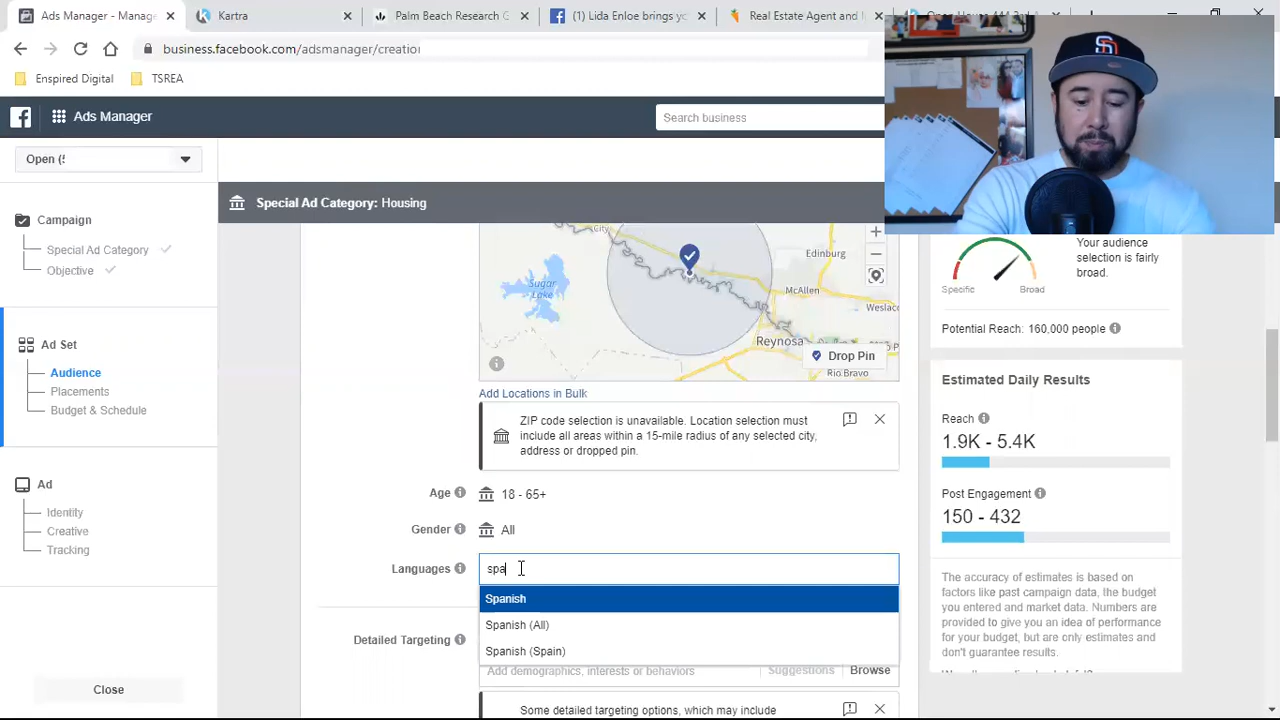 Ads Manager - Ads Manager
Kartra
Palm Beach Research G
(1) Lida Enloe brings yo
Real Estate Agent and
business.facebook.com/adsmanager/creation
Enspired Digital
TSREA
Ads Manager
Search business
Open (
Special Ad Category: Housing
Campaign
Special Ad Category
Objective
Ad Set
Audience
Placements
Budget & Schedule
Ad
Identity
Creative
Tracking
Close
City
Edinburg
Sugar
Lake
McAllen
Weslaco
Reynosa
Rio Bravo
Drop Pin
Add Locations in Bulk
ZIP code selection is unavailable. Location selection must
include all areas within a 15-mile radius of any selected city,
address or dropped pin.
Age
18 - 65+
Gender
All
Languages
spa
Spanish
Spanish (All)
Spanish (Spain)
Detailed Targeting
Add demographics, interests or behaviors
Suggestions
Browse
Some detailed targeting options, which may include
Your audience
selection is fairly
broad.
Specific
Broad
Potential Reach: 160,000 people
Estimated Daily Results
Reach
1.9K - 5.4K
Post Engagement
150 - 432
The accuracy of estimates is based on
factors like past campaign data, the budget
you entered and market data. Numbers are
provided to give you an idea of performance
for your budget, but are only estimates and
don't guarantee results.